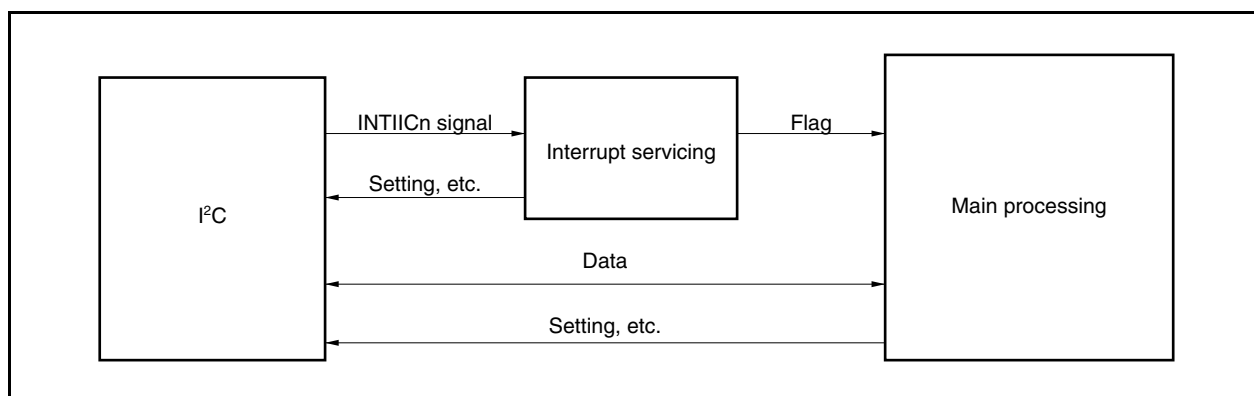 INTIICn signal
Flag
Interrupt servicing
Setting, etc.
I²C
Main processing
Data
Setting, etc.